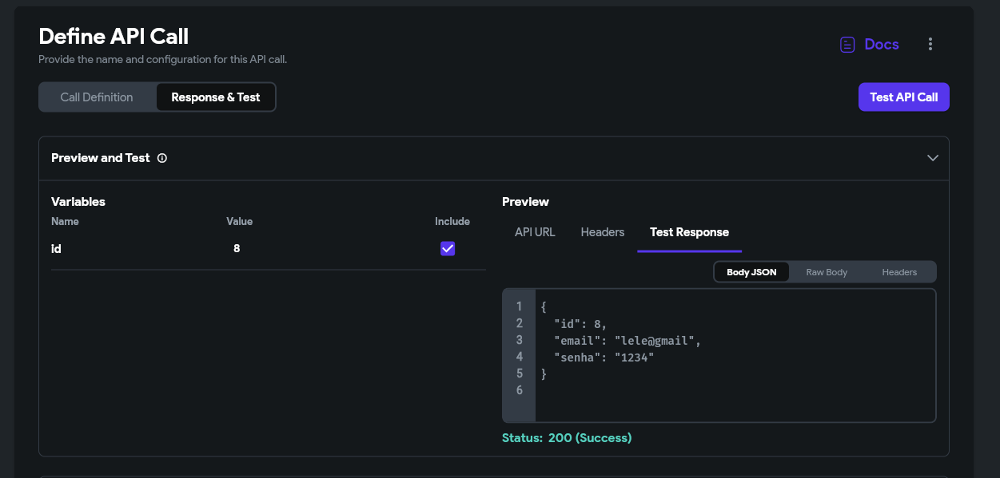 Define API Call
Provide the name and configuration for this API call.
Docs
Call Definition
Response & Test
Test API Call
Preview and Test
Variables
Name Value Include
id 8
Preview
API URL Headers Test Response
Body JSON Raw Body Headers
1 {
2 "id": 8,
3 "email": "lele@gmail",
4 "senha": "1234"
5 }
6
Status: 200 (Success)